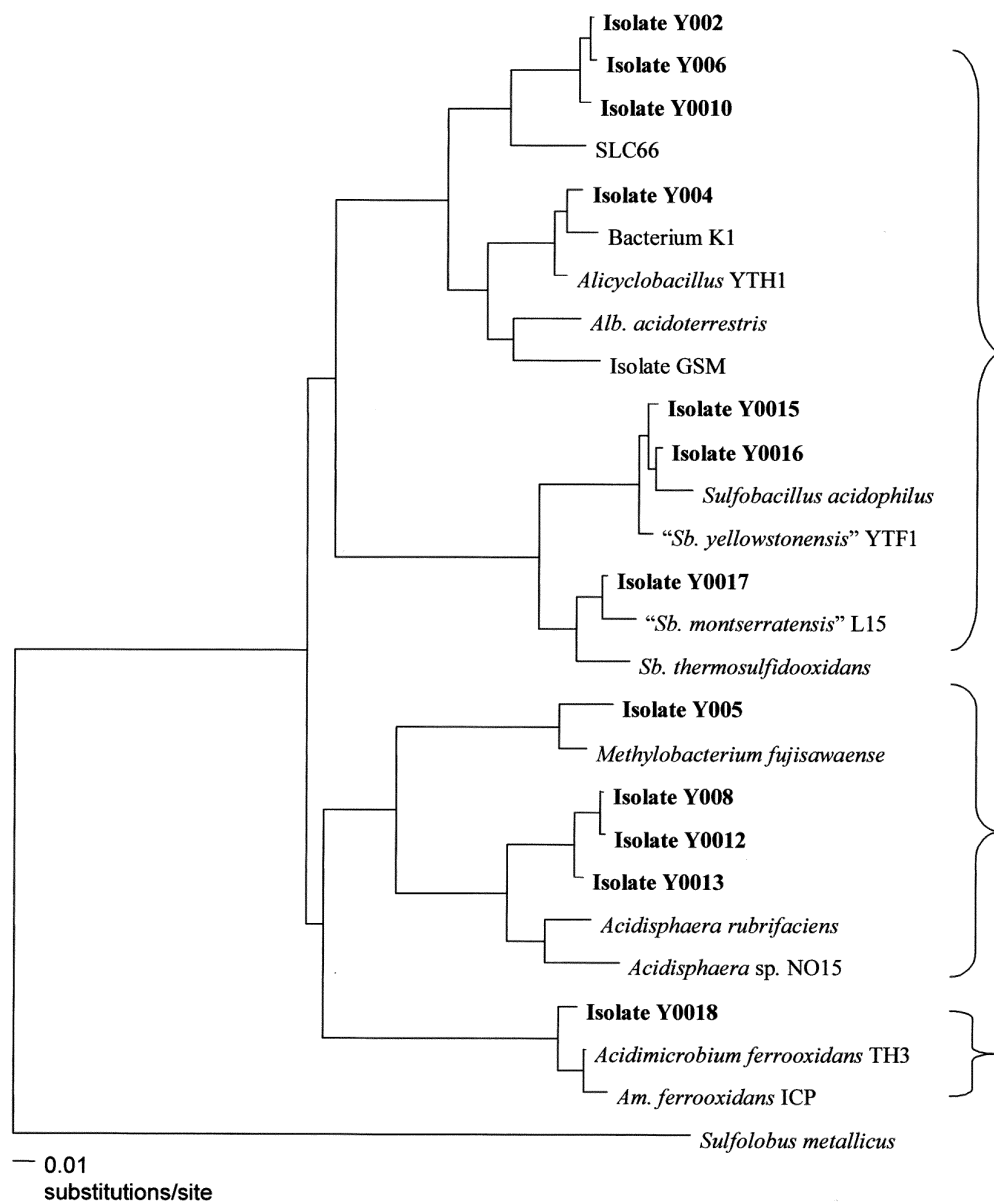 Isolate Y002
Isolate Y006
Isolate Y0010
SLC66
Isolate Y004
Bacterium K1
Alicyclobacillus YTH1
Alb. acidoterrestris
Isolate GSM
Isolate Y0015
Isolate Y0016
Sulfobacillus acidophilus
“Sb. yellowstonensis” YTF1
Isolate Y0017
“Sb. montserratensis” L15
Sb. thermosulfidooxidans
Isolate Y005
Methylobacterium fujisawaense
Isolate Y008
Isolate Y0012
Isolate Y0013
Acidisphaera rubrifaciens
Acidisphaera sp. NO15
Isolate Y0018
Acidimicrobium ferrooxidans TH3
Am. ferrooxidans ICP
Sulfolobus metallicus
0.01
substitutions/site